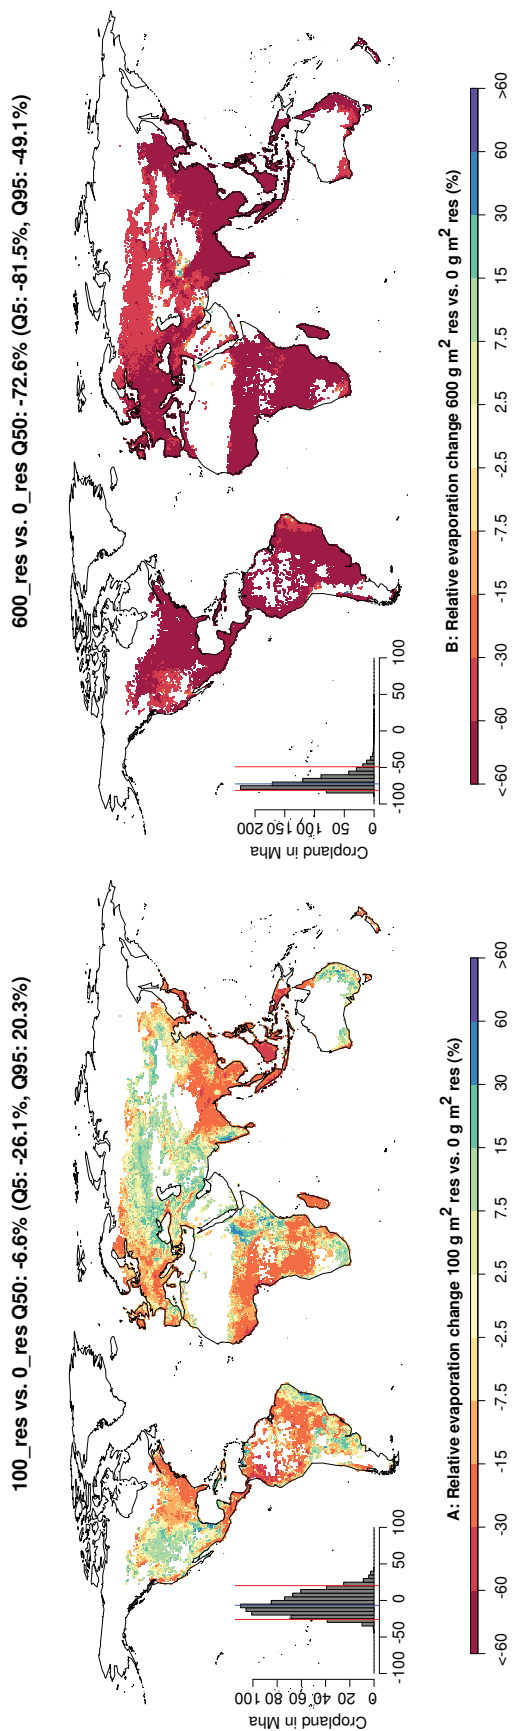 100_res vs. 0_res Q50: -6.6% (Q5: -26.1%, Q95: 20.3%)
Cropland in Mha
0 20 40 60 80 100
-100 -50 0 50 100
<-60 -60 -30 -15 -7.5 -2.5 2.5 7.5 15 30 60 >60
A: Relative evaporation change 100 g m² res vs. 0 g m² res (%)
600_res vs. 0_res Q50: -72.6% (Q5: -81.5%, Q95: -49.1%)
Cropland in Mha
0 50 100 150 200
-100 -50 0 50 100
B: Relative evaporation change 600 g m² res vs. 0 g m² res (%)
<-60 -60 -30 -15 -7.5 -2.5 2.5 7.5 15 30 60 >60